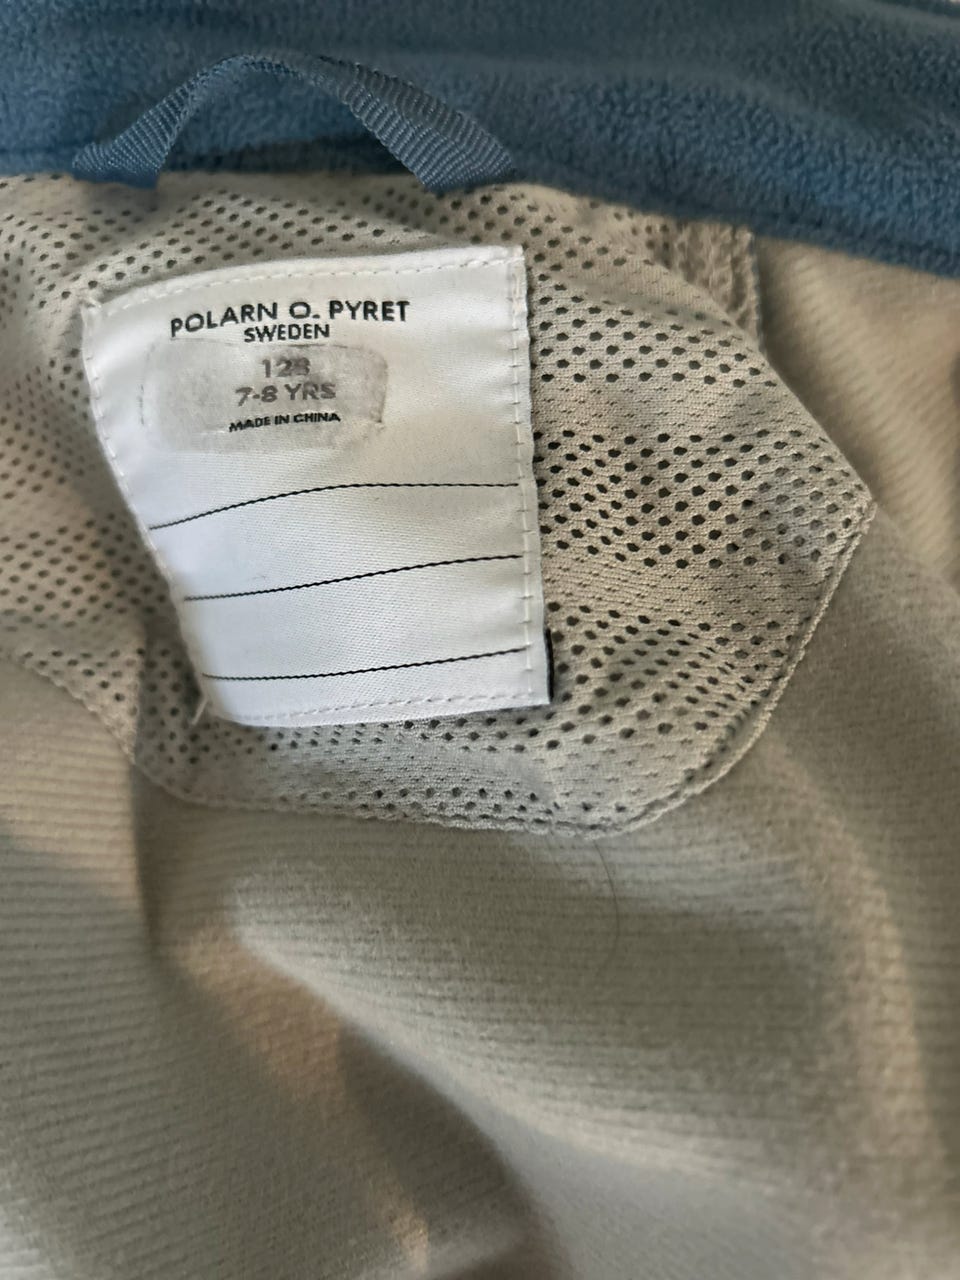 POLARN O. PYRET
SWEDEN
128
7-8 YRS
MADE IN CHINA